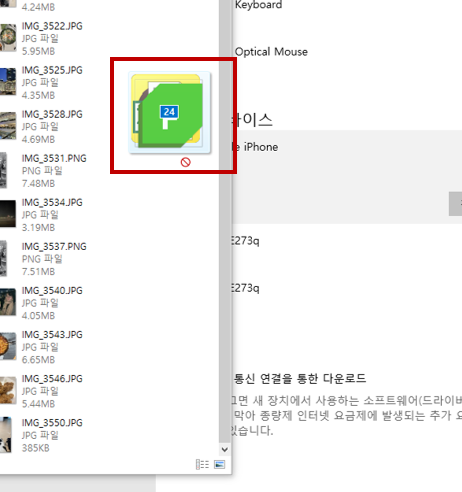 4.24MB
IMG_3522.JPG
JPG 파일
5.95MB
IMG_3525.JPG
JPG 파일
4.35MB
IMG_3528.JPG
JPG 파일
4.69MB
IMG_3531.PNG
PNG 파일
7.48MB
IMG_3534.JPG
JPG 파일
3.19MB
IMG_3537.PNG
PNG 파일
7.51MB
IMG_3540.JPG
JPG 파일
4.05MB
IMG_3543.JPG
JPG 파일
6.65MB
IMG_3546.JPG
JPG 파일
5.44MB
IMG_3550.JPG
JPG 파일
385KB
24
Keyboard
Optical Mouse
바이스
le iPhone
E273q
E273q
통신 연결을 통한 다운로드
그면 새 장치에서 사용하는 소프트웨어(드라이버
막아 종량제 인터넷 요금제에 발생되는 추가 요
있습니다.